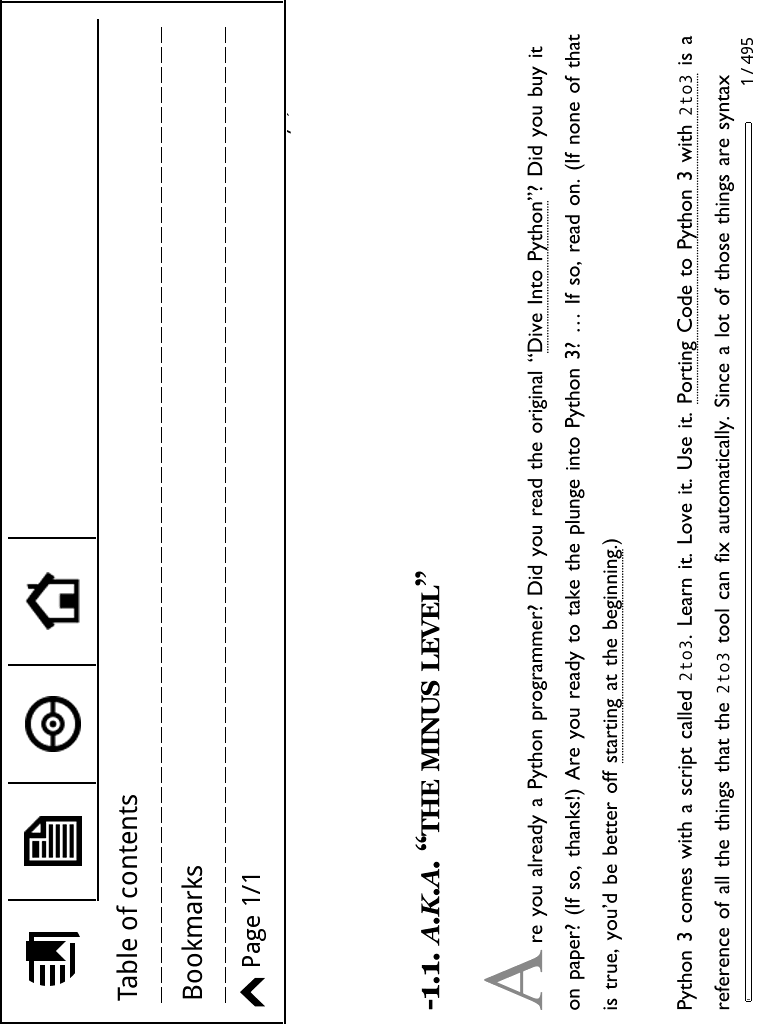 Table of contents
Bookmarks
Page 1/1
-1.1. A.K.A. “THE MINUS LEVEL”
Are you already a Python programmer? Did you read the original “Dive Into Python”? Did you buy it
on paper? (If so, thanks!) Are you ready to take the plunge into Python 3? … If so, read on. (If none of that
is true, you’d be better off starting at the beginning.)
Python 3 comes with a script called 2to3. Learn it. Love it. Use it. Porting Code to Python 3 with 2to3 is a
reference of all the things that the 2to3 tool can fix automatically. Since a lot of those things are syntax
1 / 495